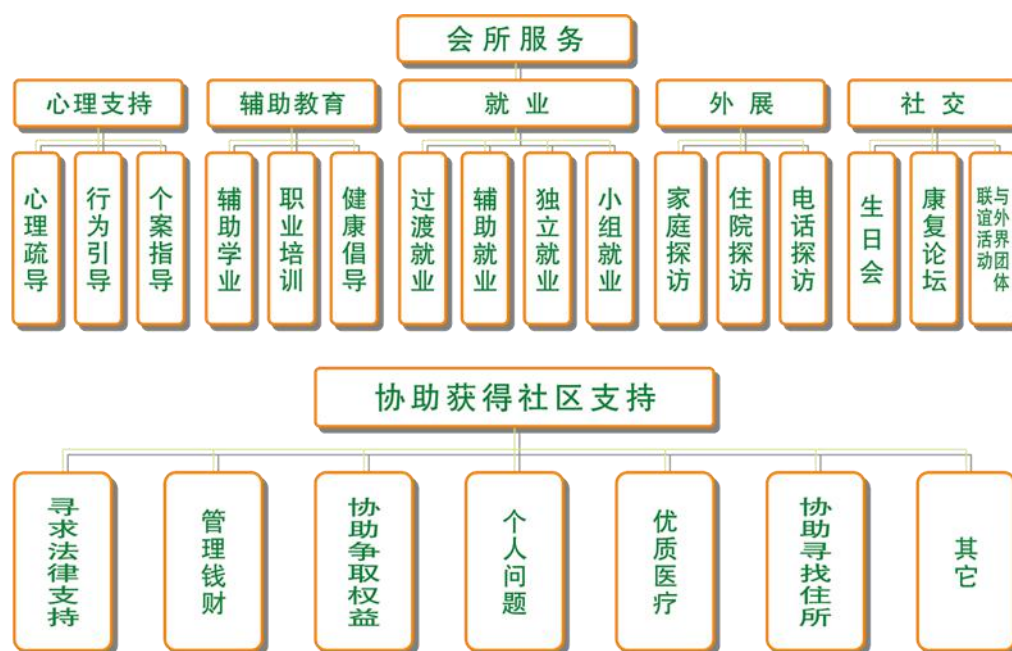 会所服务
心理支持
辅助教育
就业
外展
社交
心理疏导
行为引导
个案指导
辅助学业
职业培训
健康倡导
过渡就业
辅助就业
独立就业
小组就业
家庭探访
住院探访
电话探访
生日会
康复论坛
与外界团体
联谊活动
协助获得社区支持
寻求法律支持
管理钱财
协助争取权益
个人问题
优质医疗
协助寻找住所
其它